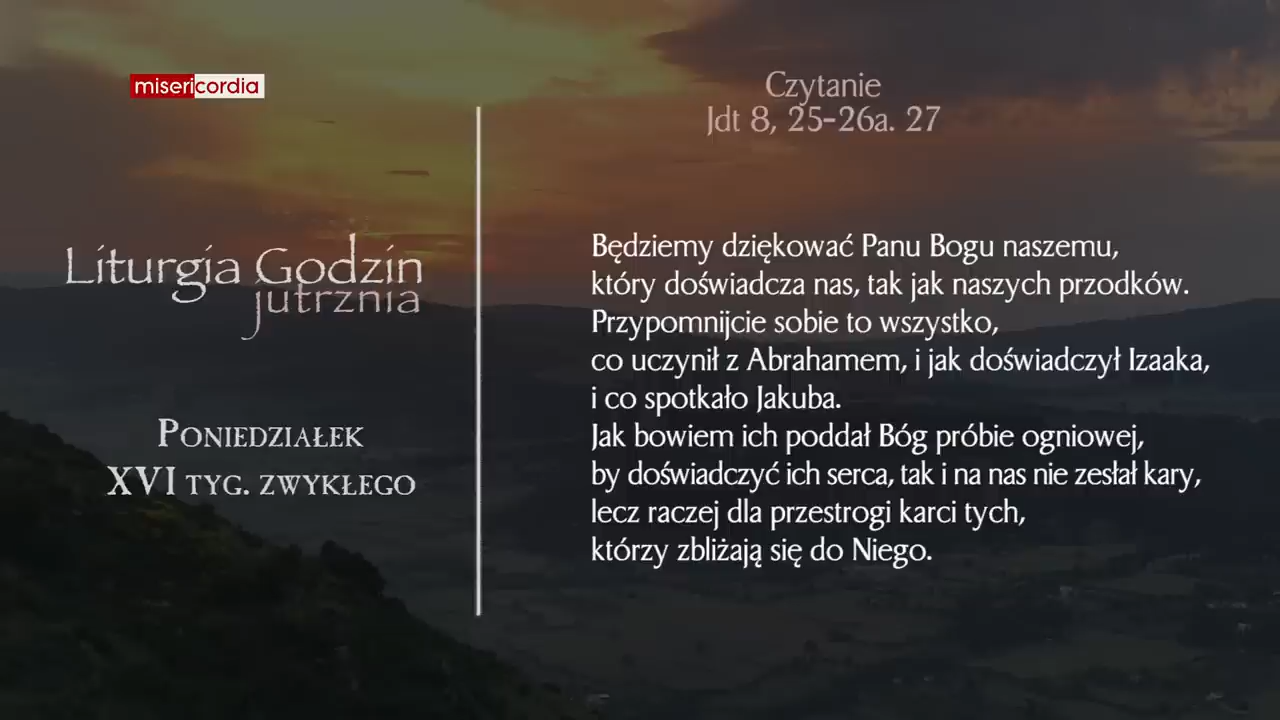 misericordia
Liturgia Godzin
jutrznia
Poniedziałek
XVI tyg. zwykłego
Czytanie
Jdt 8, 25-26a. 27
Będziemy dziękować Panu Bogu naszemu,
który doświadcza nas, tak jak naszych przodków.
Przypomnijcie sobie to wszystko,
co uczynił z Abrahamem, i jak doświadczył Izaaka,
i co spotkało Jakuba.
Jak bowiem ich poddał Bóg próbie ogniowej,
by doświadczyć ich serca, tak i na nas nie zesłał kary,
lecz raczej dla przestrogi karci tych,
którzy zbliżają się do Niego.